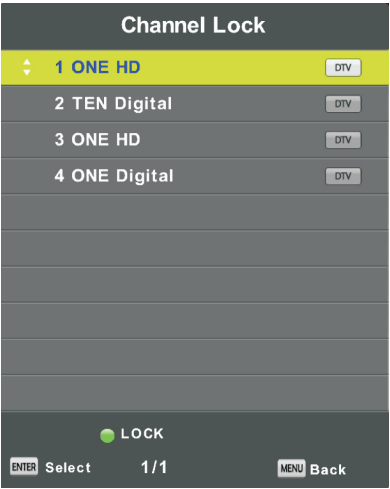 Channel Lock
1 ONE HD DTV
2 TEN Digital DTV
3 ONE HD DTV
4 ONE Digital DTV
LOCK
ENTER Select 1/1 MENU Back